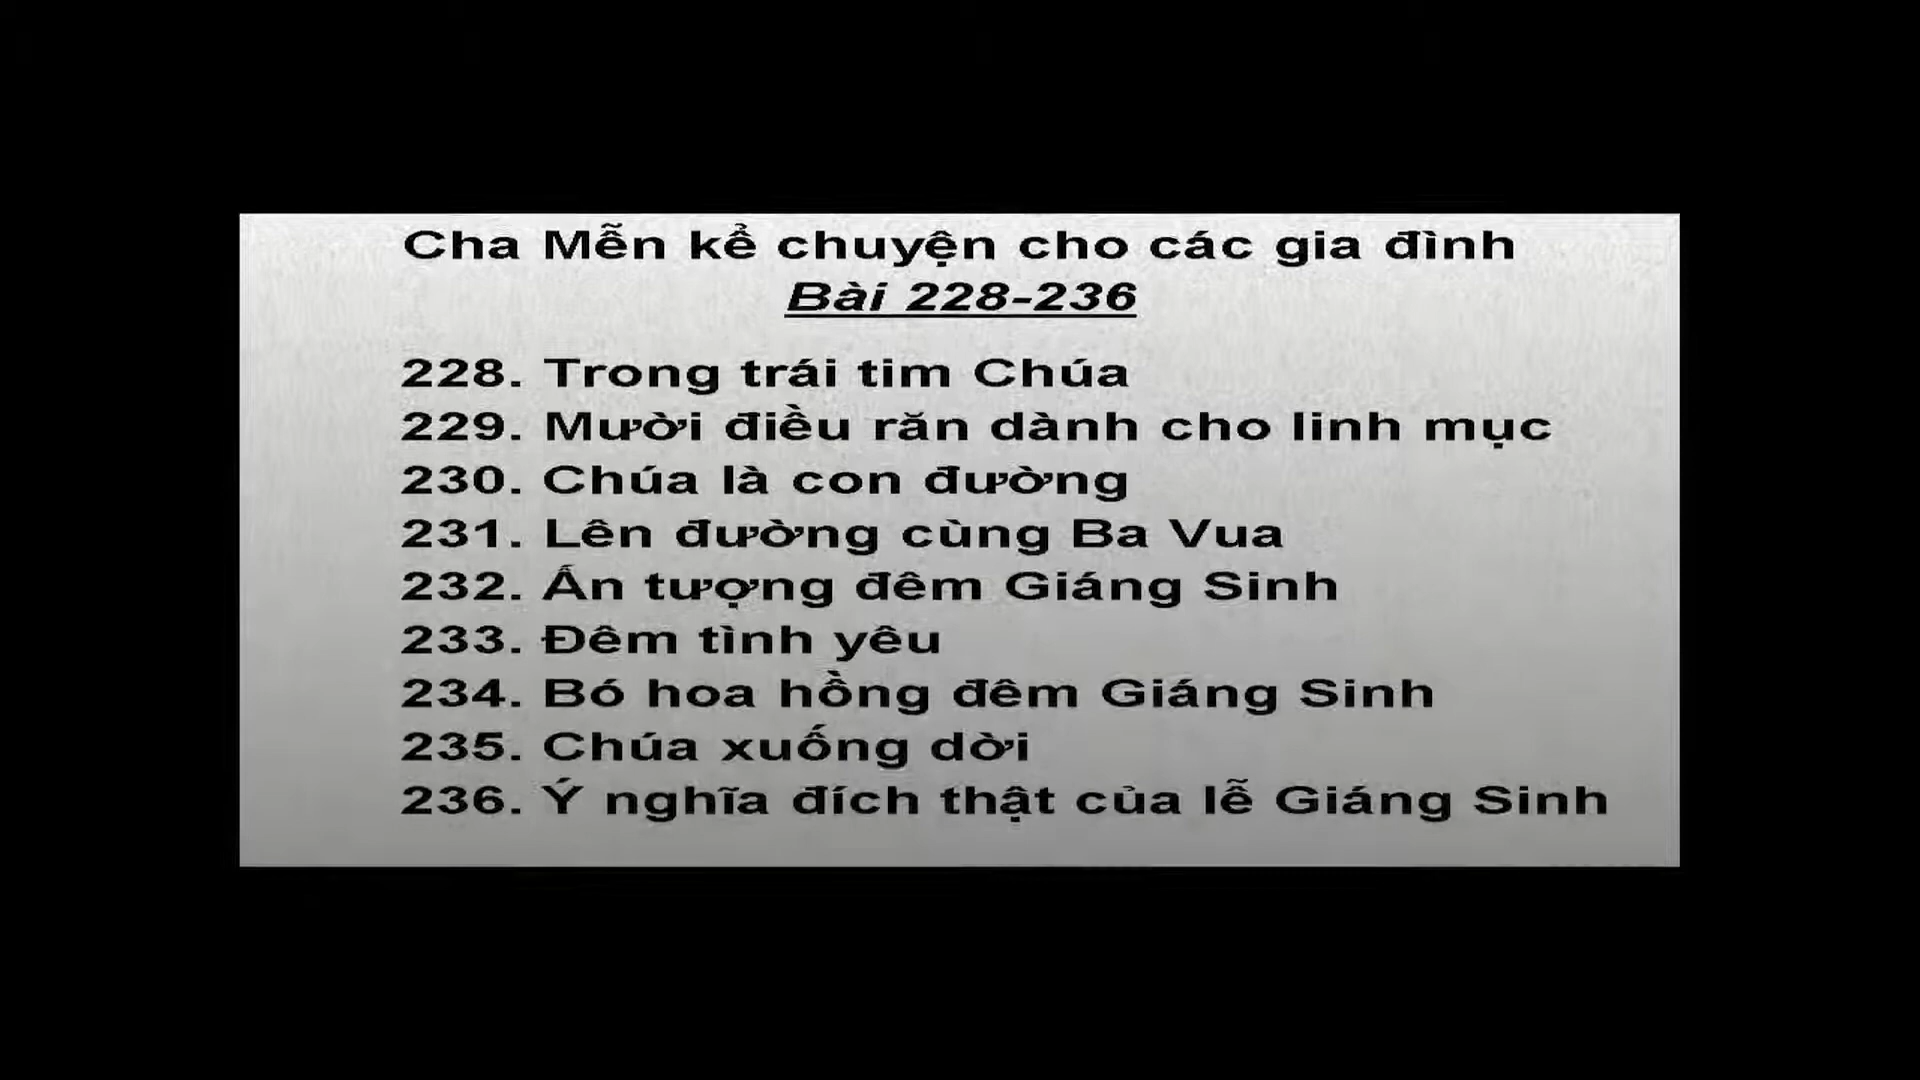 Cha Mễn kể chuyện cho các gia đình
Bài 228-236
228. Trong trái tim Chúa
229. Mười điều răn dành cho linh mục
230. Chúa là con đường
231. Lên đường cùng Ba Vua
232. Ấn tượng đêm Giáng Sinh
233. Đêm tình yêu
234. Bó hoa hồng đêm Giáng Sinh
235. Chúa xuống dời
236. Ý nghĩa đích thật của lễ Giáng Sinh